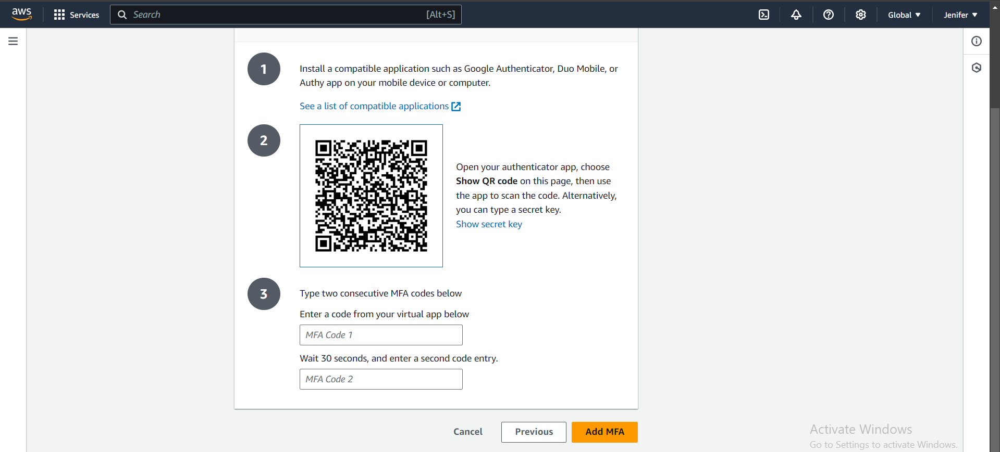 aws
Services
Search
[Alt+S]
Global
Jenifer
1
Install a compatible application such as Google Authenticator, Duo Mobile, or
Authy app on your mobile device or computer.
See a list of compatible applications
2
Open your authenticator app, choose
Show QR code on this page, then use
the app to scan the code. Alternatively,
you can type a secret key.
Show secret key
3
Type two consecutive MFA codes below
Enter a code from your virtual app below
MFA Code 1
Wait 30 seconds, and enter a second code entry.
MFA Code 2
Cancel
Previous
Add MFA
Activate Windows
Go to Settings to activate Windows.